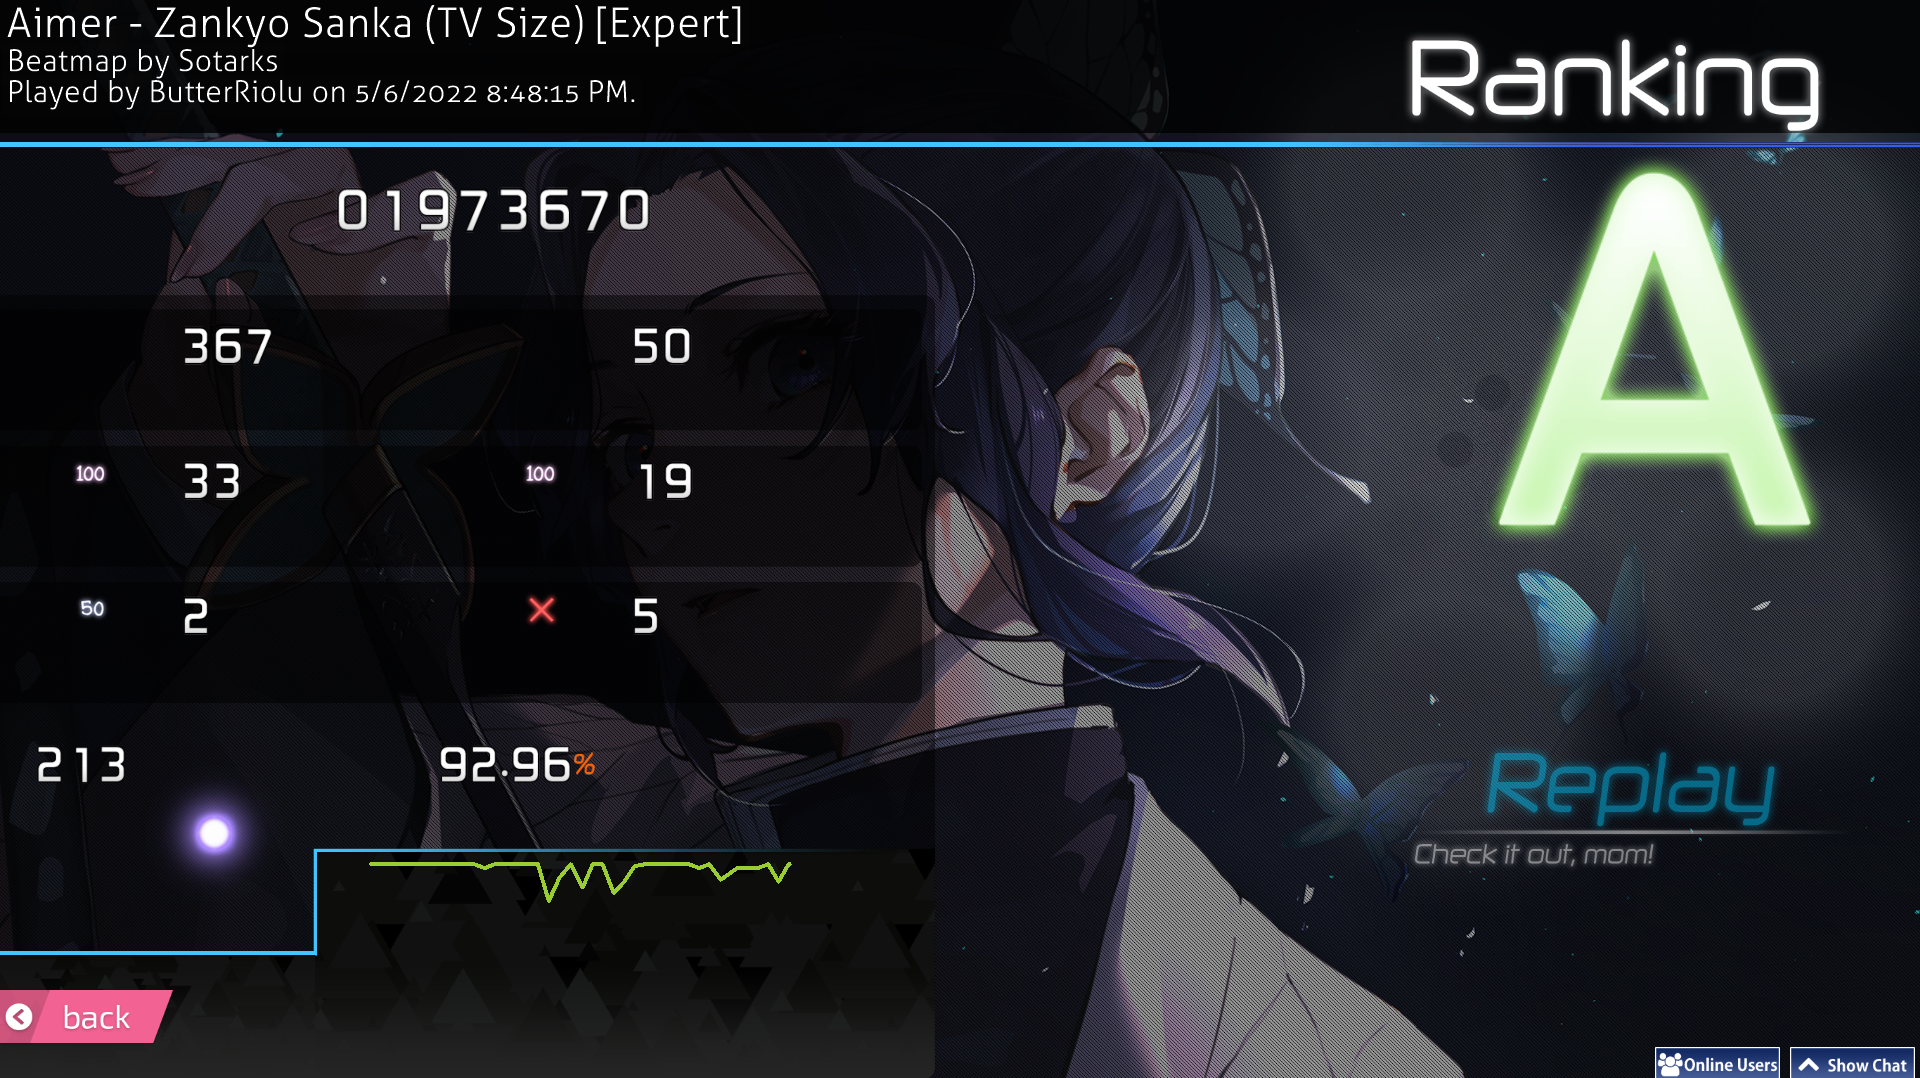 Aimer - Zankyo Sanka (TV Size) [Expert]
Beatmap by Sotarks
Played by ButterRiolu on 5/6/2022 8:48:15 PM.
Ranking
01973670
A
367 50
100 33 100 19
50 2 5
213 92.96%
Replay
Check it out, mom!
back
Online Users Show Chat